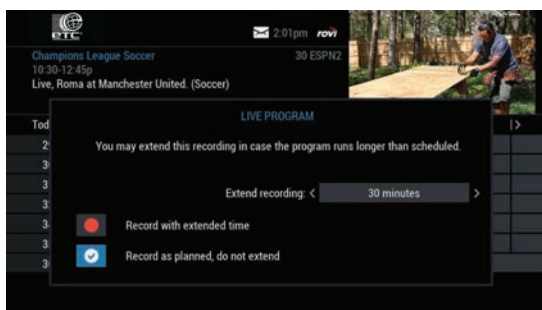 eTC
2:01pm rovi
Champions League Soccer 30 ESPN2
10:30-12:45p
Live, Roma at Manchester United. (Soccer)
LIVE PROGRAM
Tod
You may extend this recording in case the program runs longer than scheduled.
Extend recording: < 30 minutes >
Record with extended time
Record as planned, do not extend